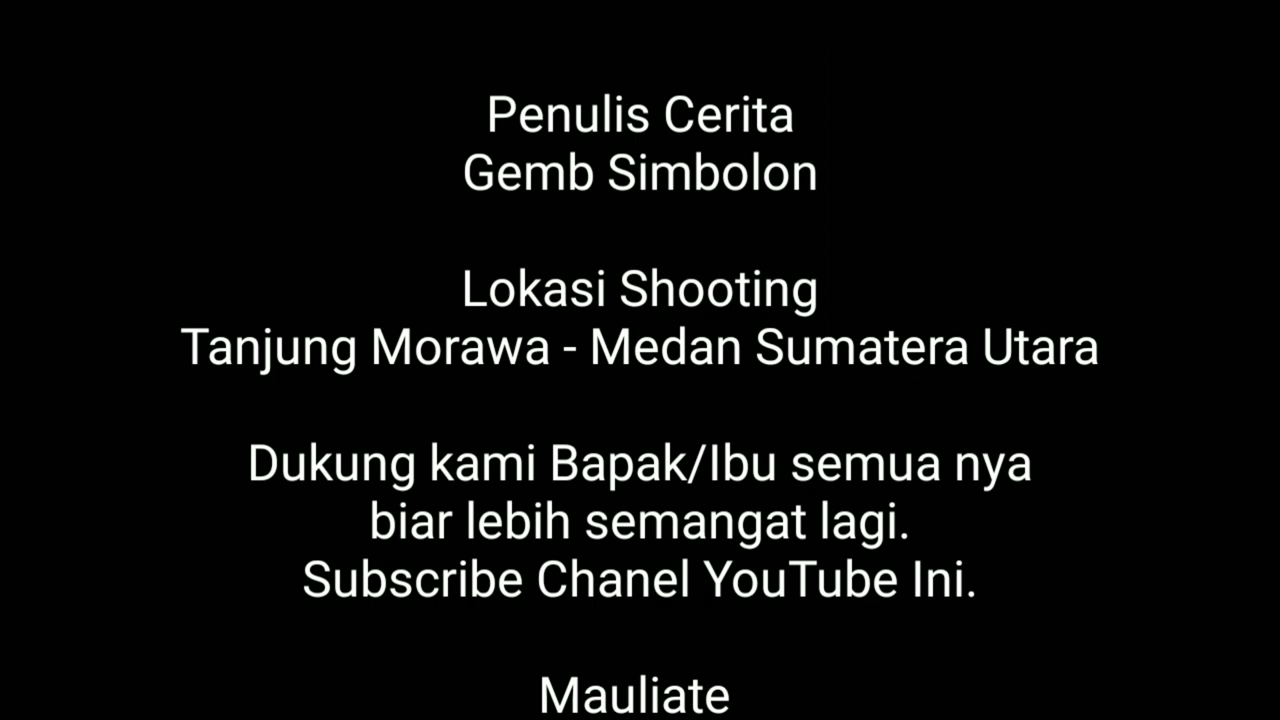 Penulis Cerita
Gemb Simbolon
Lokasi Shooting
Tanjung Morawa - Medan Sumatera Utara
Dukung kami Bapak/Ibu semua nya
biar lebih semangat lagi.
Subscribe Chanel YouTube Ini.
Mauliate